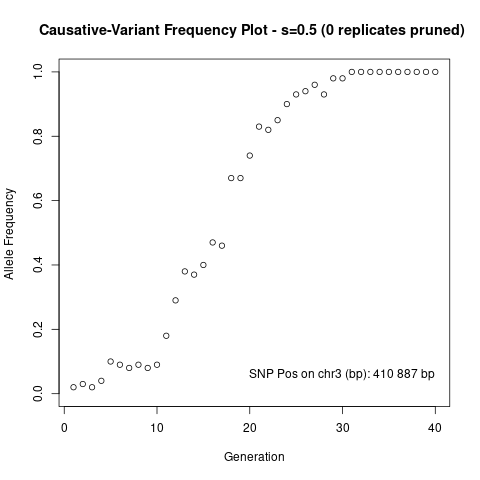 Causative-Variant Frequency Plot - s=0.5 (0 replicates pruned)
Allele Frequency
1.0
0.8
0.6
0.4
0.2
0.0
SNP Pos on chr3 (bp): 410 887 bp
0 10 20 30 40
Generation